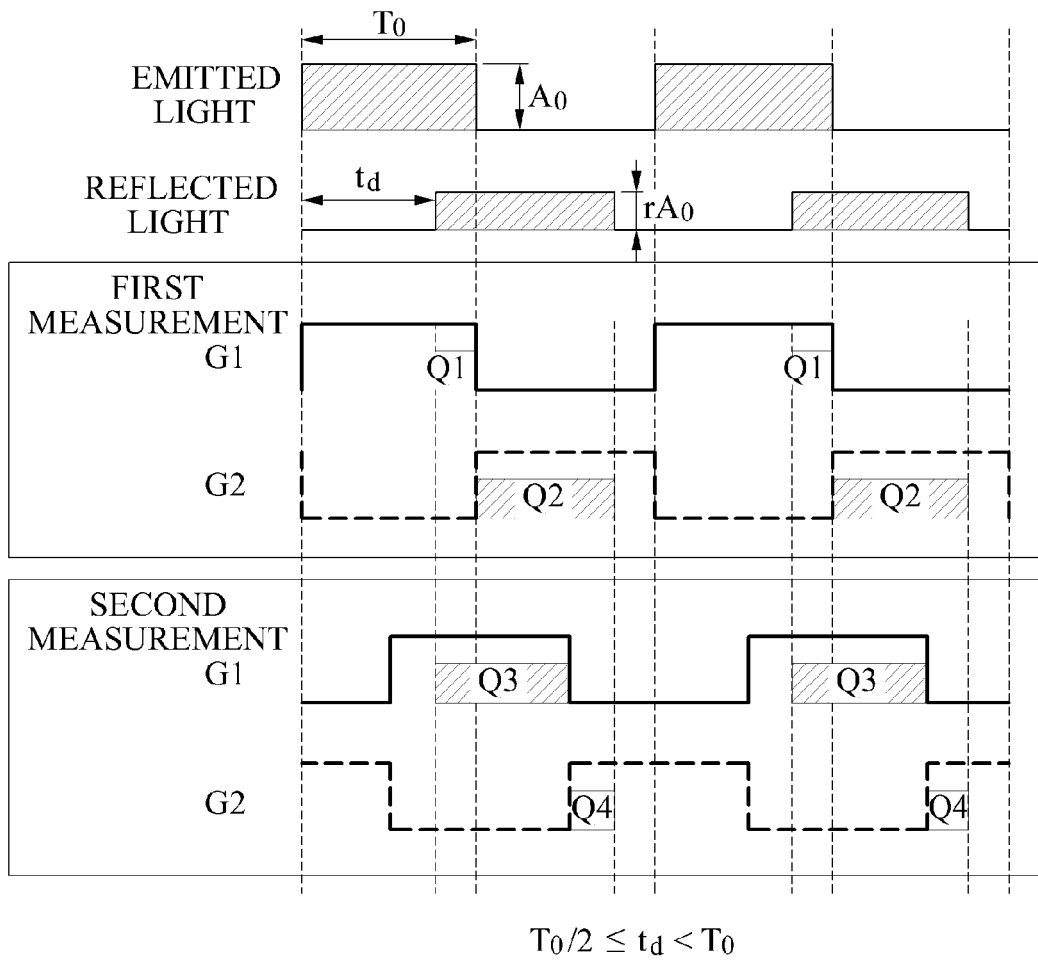 T0
EMITTED
LIGHT
A0
REFLECTED
LIGHT
td
rA0
FIRST
MEASUREMENT
G1
Q1
Q1
G2
Q2
Q2
SECOND
MEASUREMENT
G1
Q3
Q3
G2
Q4
Q4
T0/2 ≤ td < T0